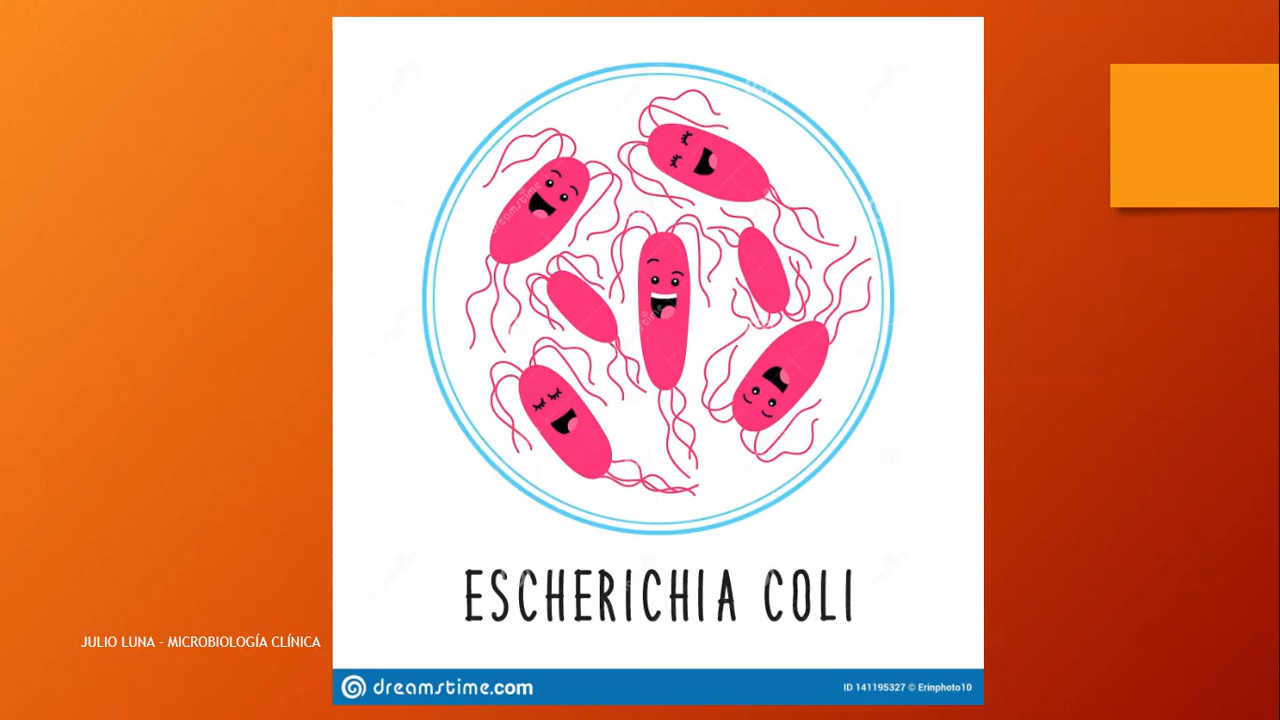 ESCHERICHIA COLI
JULIO LUNA - MICROBIOLOGÍA CLÍNICA
dreamstime.com
ID 141195327 © Erinphoto10